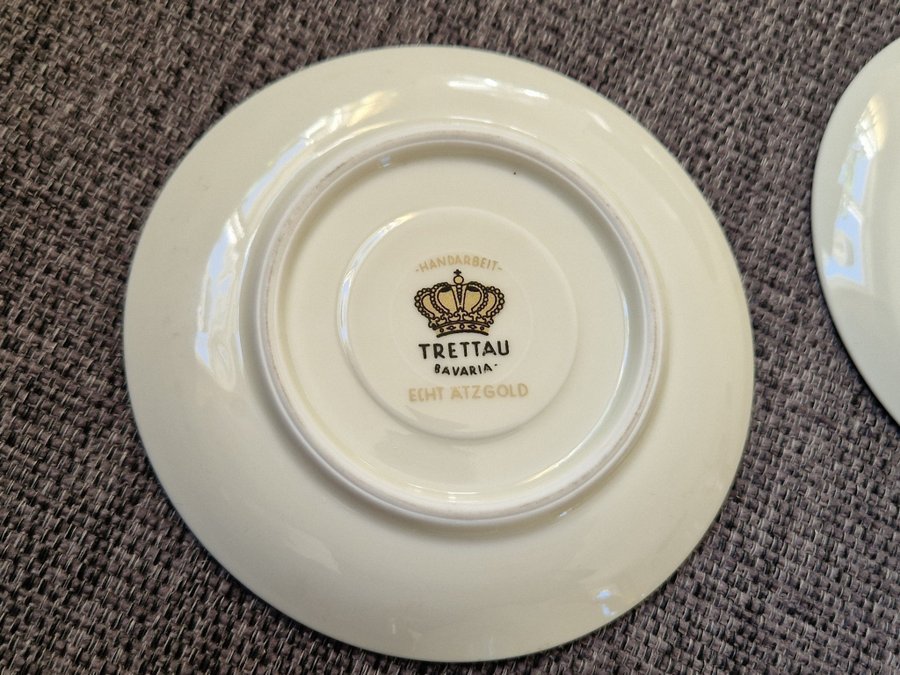 -HANDARBEIT-
TRETTAU
BAVARIA-
ECHT ÄTZGOLD